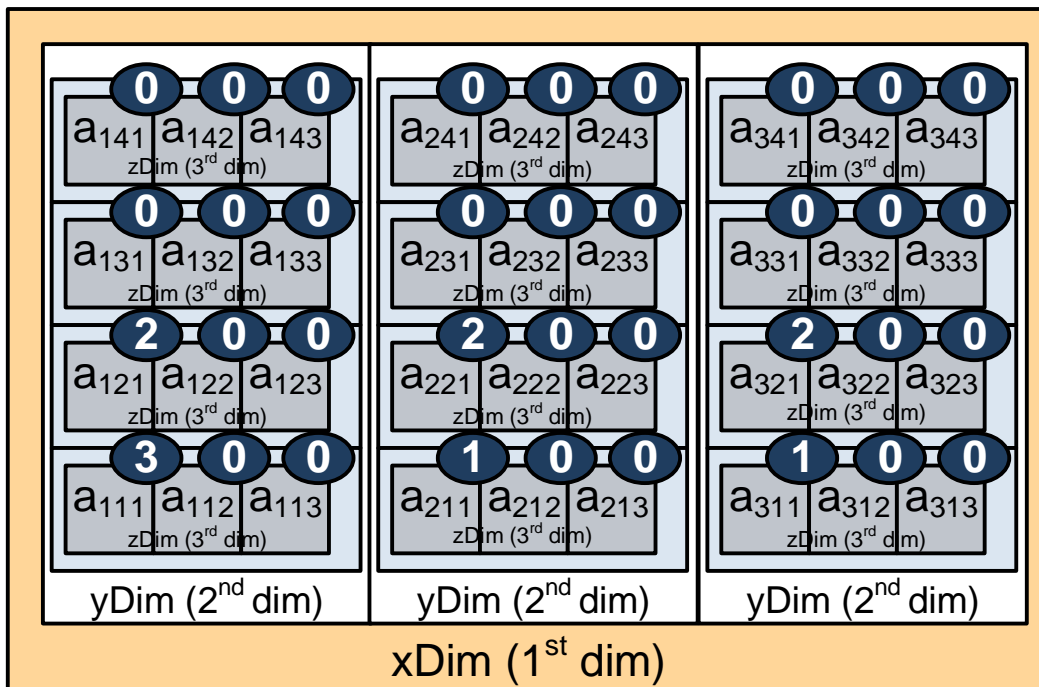 0 0 0 0 0 0 0 0 0
a141 a142 a143 a241 a242 a243 a341 a342 a343
zDim (3rd dim) zDim (3rd dim) zDim (3rd dim)
0 0 0 0 0 0 0 0 0
a131 a132 a133 a231 a232 a233 a331 a332 a333
zDim (3rd dim) zDim (3rd dim) zDim (3rd dim)
2 0 0 2 0 0 2 0 0
a121 a122 a123 a221 a222 a223 a321 a322 a323
zDim (3rd dim) zDim (3rd dim) zDim (3rd dim)
3 0 0 1 0 0 1 0 0
a111 a112 a113 a211 a212 a213 a311 a312 a313
zDim (3rd dim) zDim (3rd dim) zDim (3rd dim)
yDim (2nd dim) yDim (2nd dim) yDim (2nd dim)
xDim (1st dim)